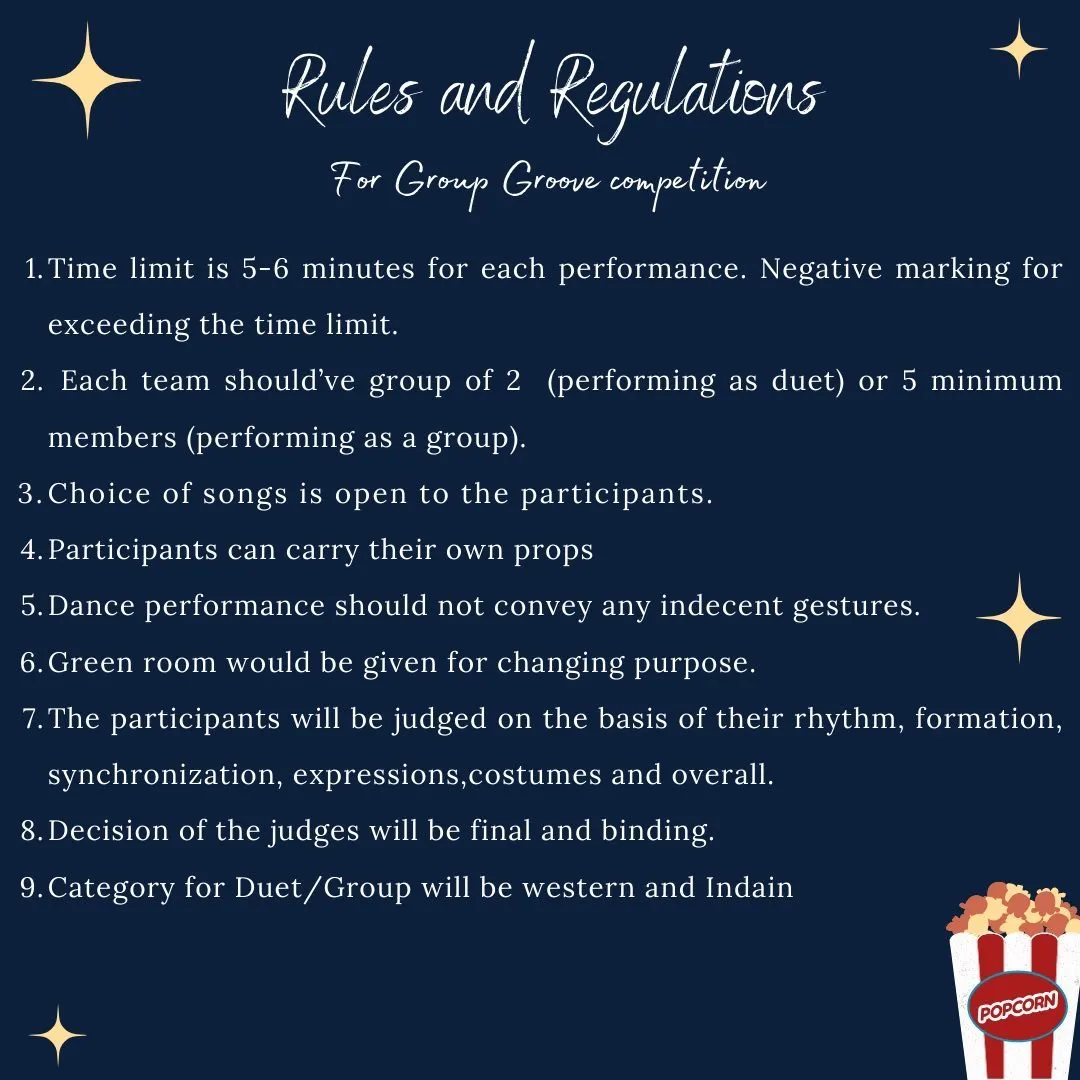 Rules and Regulations
For Group Groove competition
1. Time limit is 5-6 minutes for each performance. Negative marking for
exceeding the time limit.
2. Each team should’ve group of 2 (performing as duet) or 5 minimum
members (performing as a group).
3. Choice of songs is open to the participants.
4. Participants can carry their own props
5. Dance performance should not convey any indecent gestures.
6. Green room would be given for changing purpose.
7. The participants will be judged on the basis of their rhythm, formation,
synchronization, expressions,costumes and overall.
8. Decision of the judges will be final and binding.
9. Category for Duet/Group will be western and Indain
POPCORN